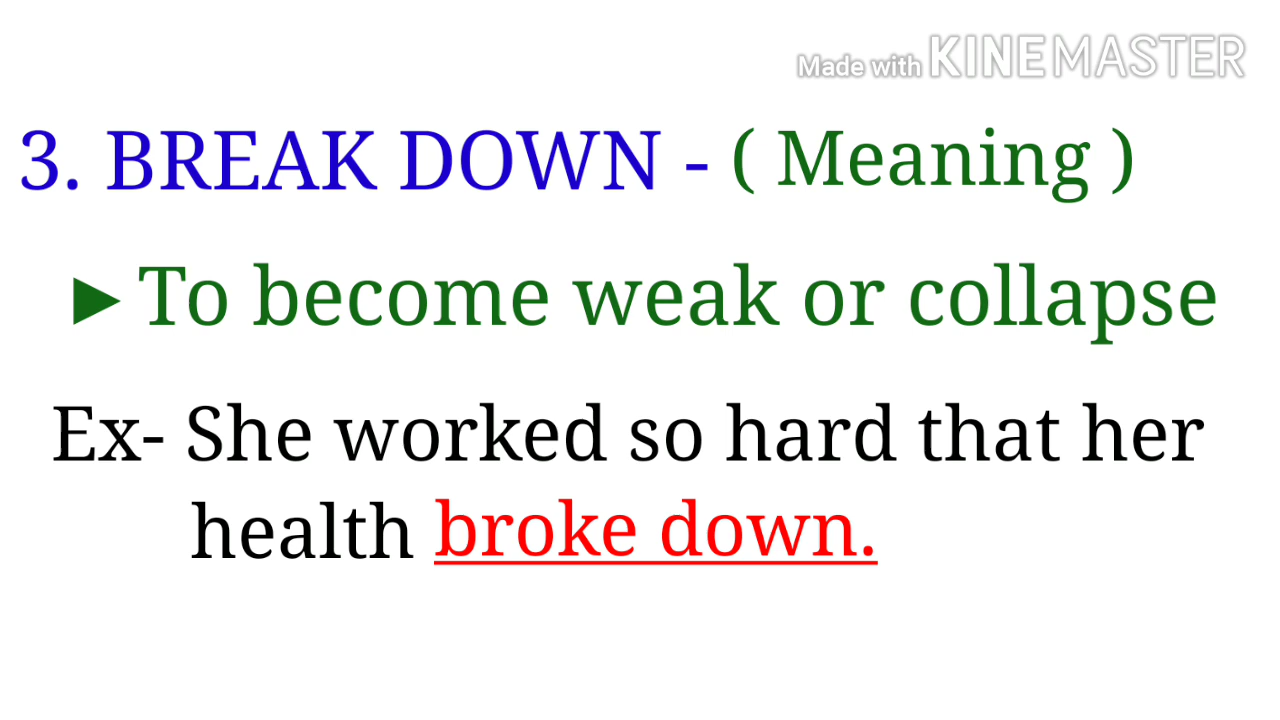 Made with KINEMASTER
3. BREAK DOWN - ( Meaning )
►To become weak or collapse
Ex- She worked so hard that her
health broke down.